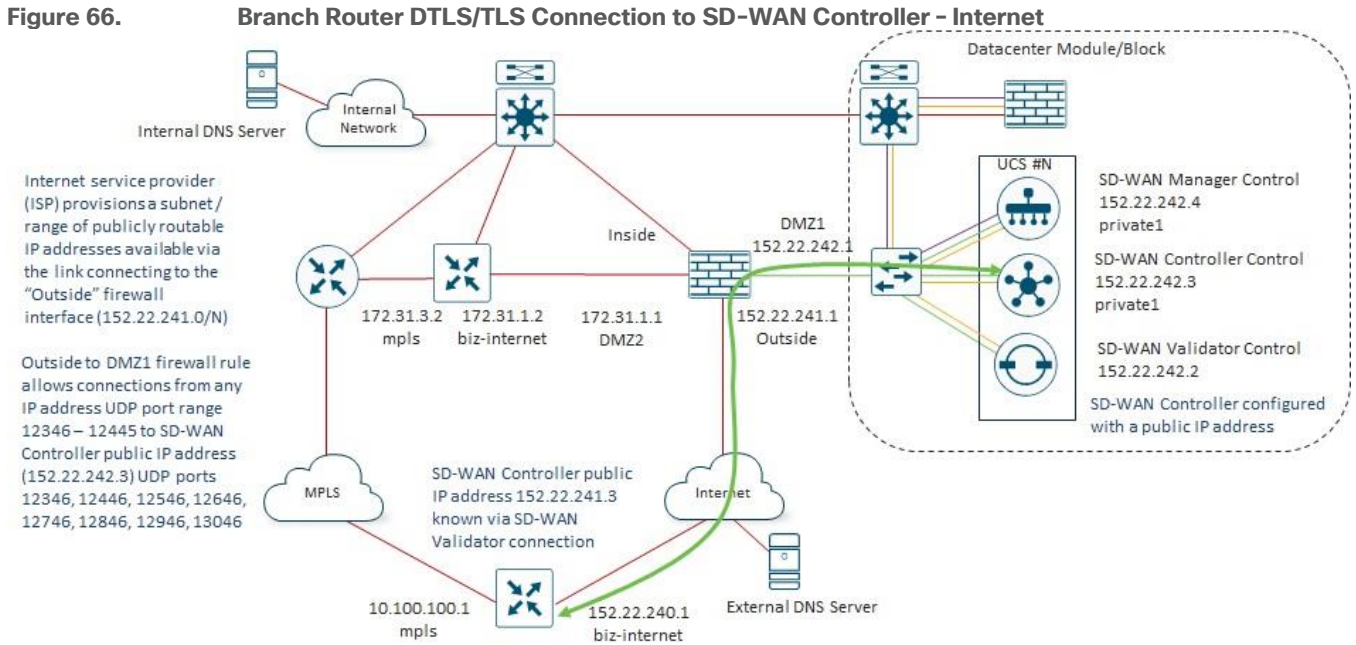 Figure 66. Branch Router DTLS/TLS Connection to SD-WAN Controller - Internet
Datacenter Module/Block
Internal DNS Server
Internal
Network
UCS #N
SD-WAN Manager Control
152.22.242.4
private1
SD-WAN Controller Control
152.22.242.3
private1
SD-WAN Validator Control
152.22.242.2
SD-WAN Controller configured
with a public IP address
Internet service provider
(ISP) provisions a subnet/
range of publicly routable
IP addresses available via
the link connecting to the
“Outside” firewall
interface (152.22.241.0/N)
Inside
DMZ1
152.22.242.1
172.31.3.2
mpls
172.31.1.2
biz-internet
172.31.1.1
DMZ2
152.22.241.1
Outside
Outside to DMZ1 firewall rule
allows connections from any
IP address UDP port range
12346 – 12445 to SD-WAN
Controller public IP address
(152.22.242.3) UDP ports
12346, 12446, 12546, 12646,
12746, 12846, 12946, 13046
MPLS
SD-WAN Controller public
IP address 152.22.241.3
known via SD-WAN
Validator connection
Internet
10.100.100.1
mpls
152.22.240.1
biz-internet
External DNS Server